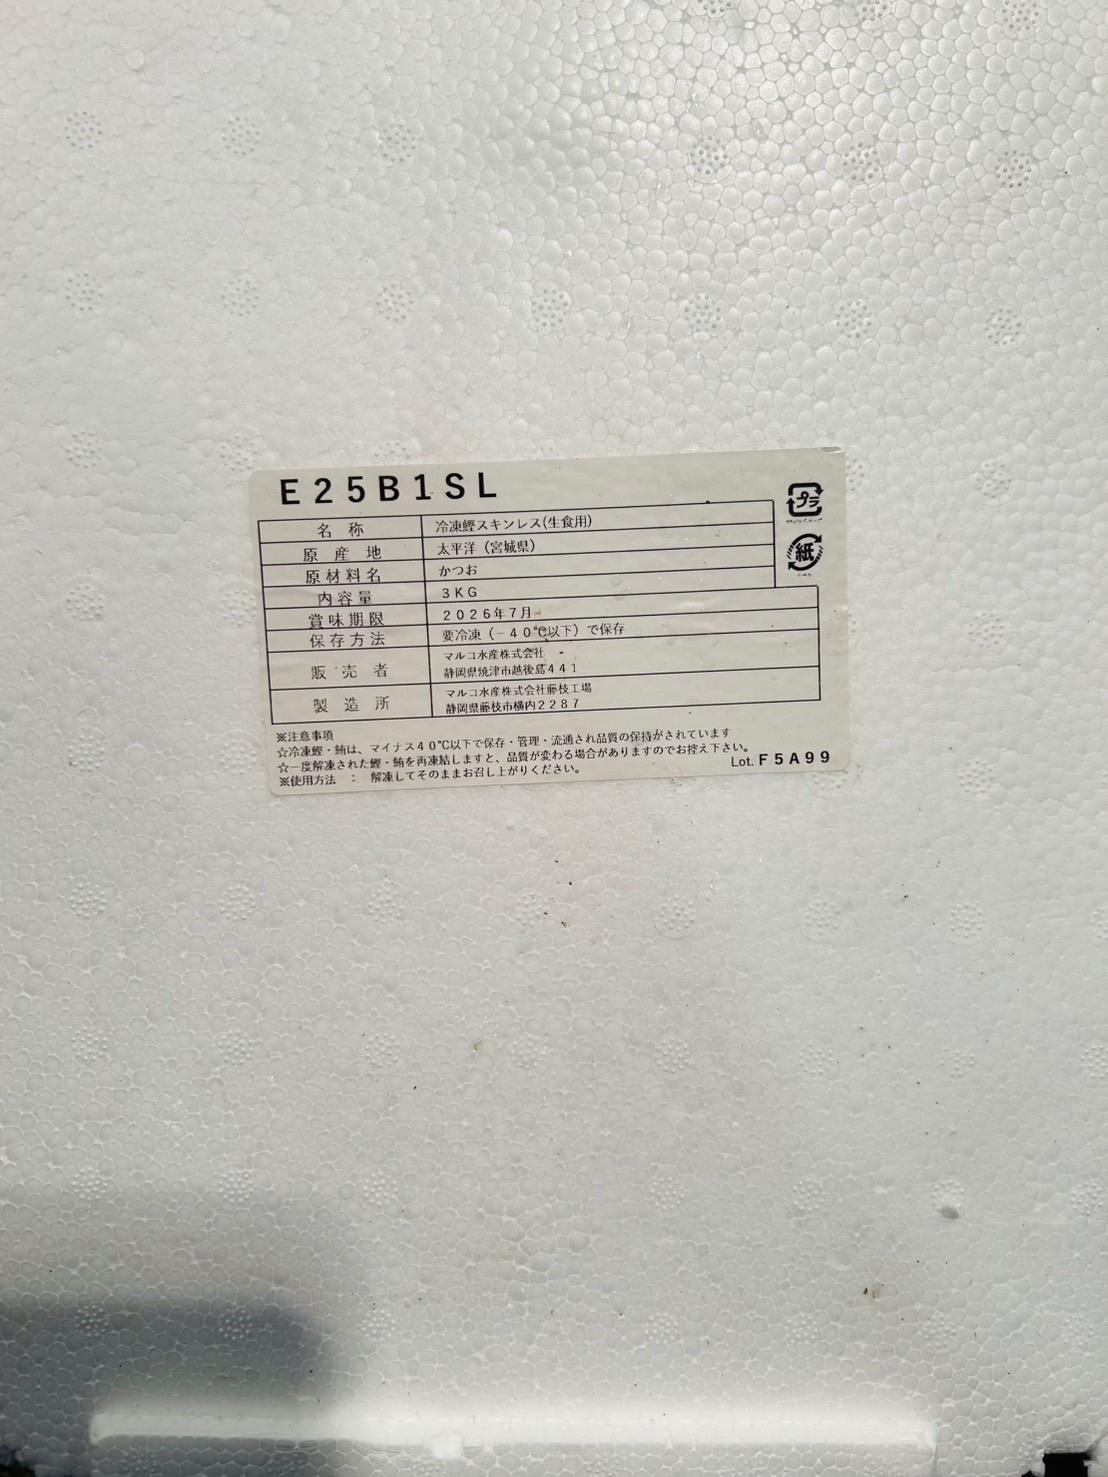 E25B1SL
名称 冷凍鰹スキンレス(生食用)
原産地 太平洋(宮城県)
原材料名 かつお
内容量 3KG
賞味期限 2026年7月
保存方法 要冷凍(-40℃以下)で保存
販売者 マルコ水産株式会社
静岡県焼津市越後島441
製造所 マルコ水産株式会社藤枝工場
静岡県藤枝市横内2287
プラ
紙
※注意事項
☆冷凍鰹・鮪は、マイナス40℃以下で保存・管理・流通され品質の保持がされています
☆一度解凍された鰹・鮪を再凍結しますと、品質が変わる場合がありますのでお控え下さい。
※使用方法 : 解凍してそのままお召し上がりください。
Lot. F5A99